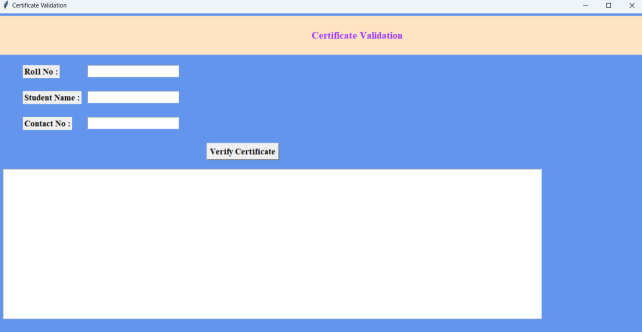 Certificate Validation
Certificate Validation
Roll No :
Student Name :
Contact No :
Verify Certificate